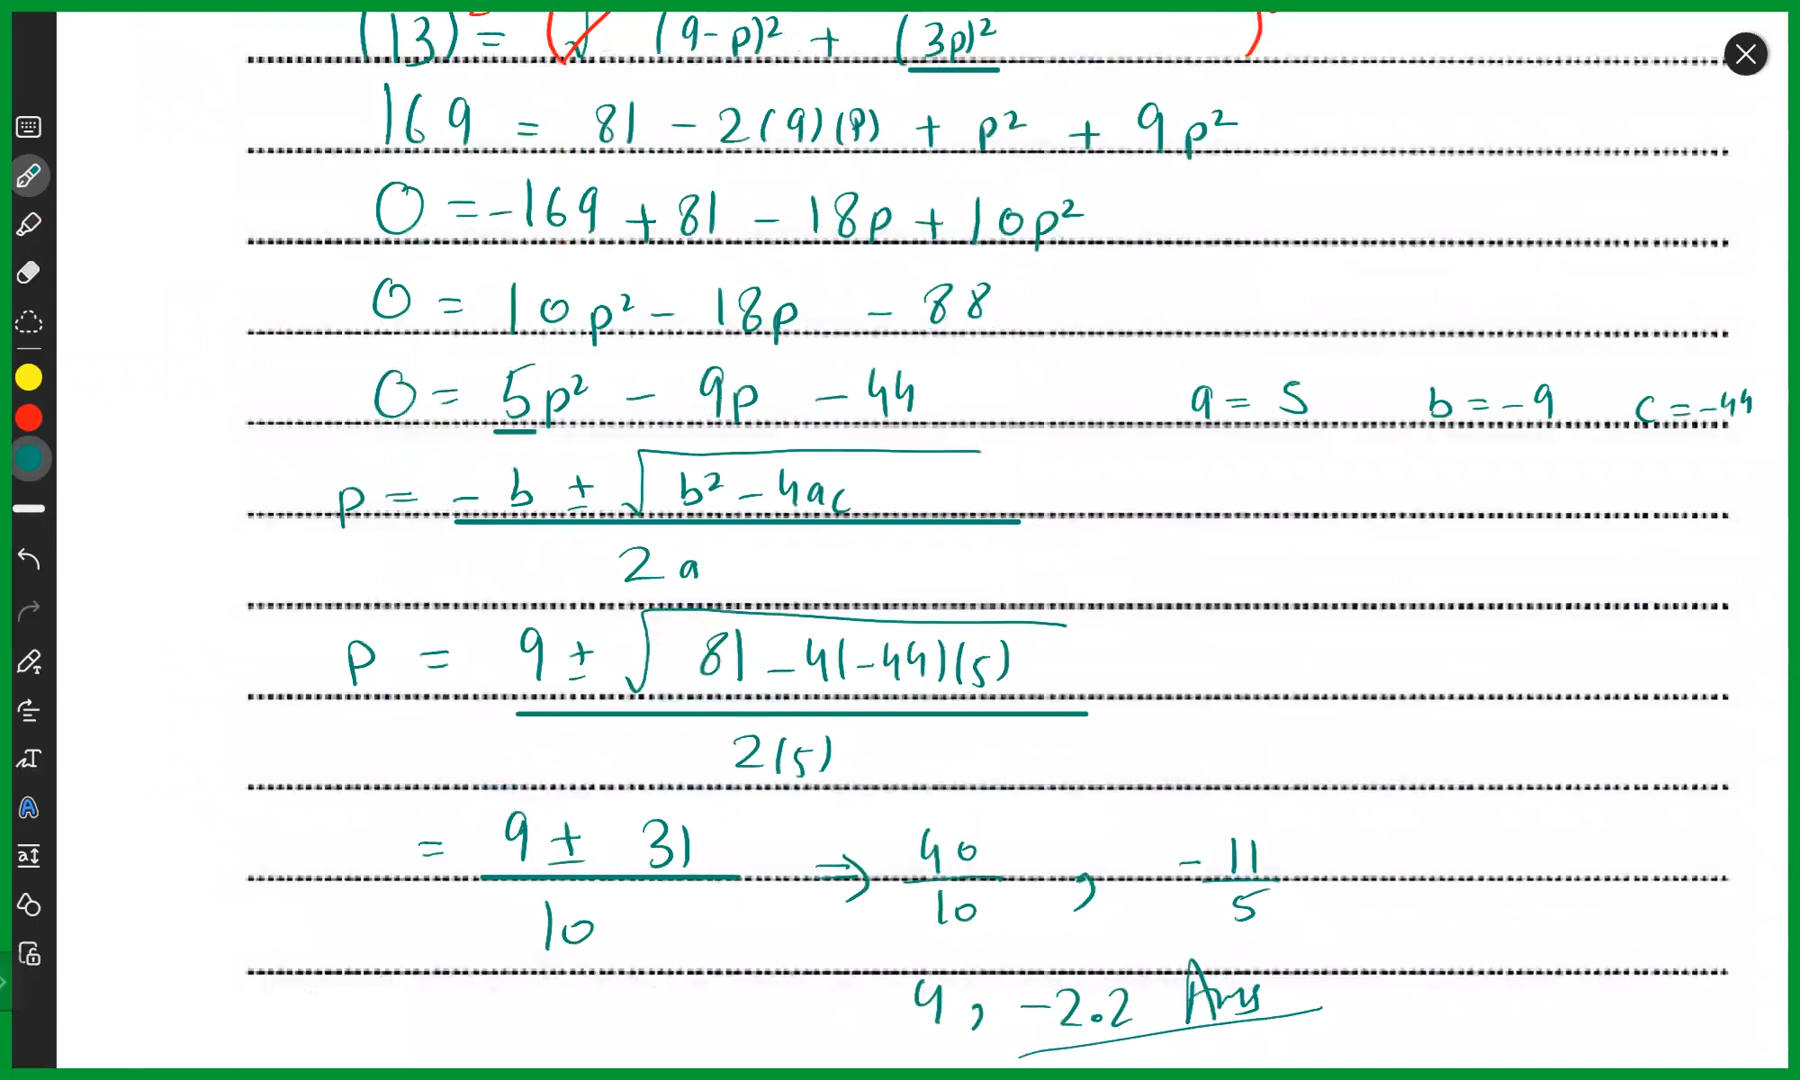 (13)² = (√ (9-p)² + (3p)² )²
169 = 81 - 2(9)(p) + p² + 9p²
0 = -169 + 81 - 18p + 10p²
0 = 10p² - 18p - 88
0 = 5p² - 9p - 44 a = 5 b = -9 c = -44
p = - b ± √ b² - 4ac
2a
p = 9 ± √ 81 - 4(-44)(5)
2(5)
= 9 ± 31 ⇒ 40 , - 11
10 10 5
4 , -2.2 Ans